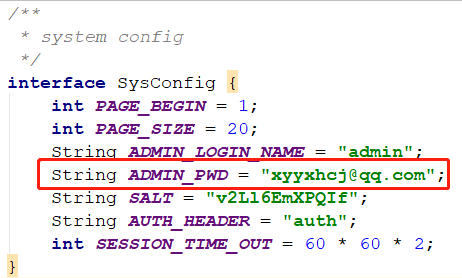 /**
 * system config
 */
interface SysConfig {
    int PAGE_BEGIN = 1;
    int PAGE_SIZE = 20;
    String ADMIN_LOGIN_NAME = "admin";
    String ADMIN_PWD = "xyyxhcj@qq.com";
    String SALT = "v2Ll6EmXPQIf";
    String AUTH_HEADER = "auth";
    int SESSION_TIME_OUT = 60 * 60 * 2;
}